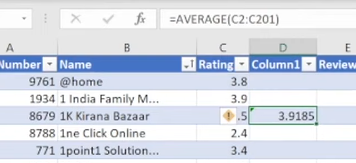 =AVERAGE(C2:C201)
A B C D E
Number Name Rating Column1 Review
9761 @home 3.8
1934 1 India Family M... 3.9
8679 1K Kirana Bazaar .5 3.9185
8788 1ne Click Online 2.4
771 1point1 Solution... 3.4